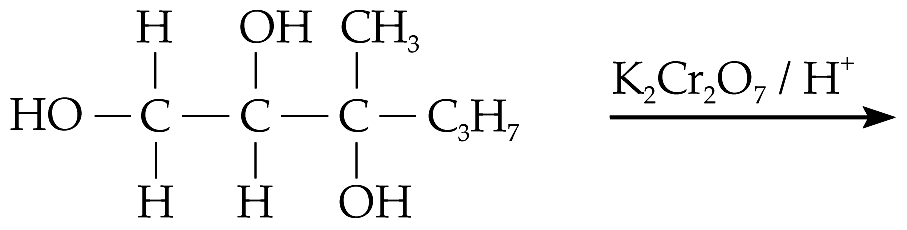 H OH CH₃
HO – C – C – C – C₃H₇
H H OH
K₂Cr₂O₇ / H⁺